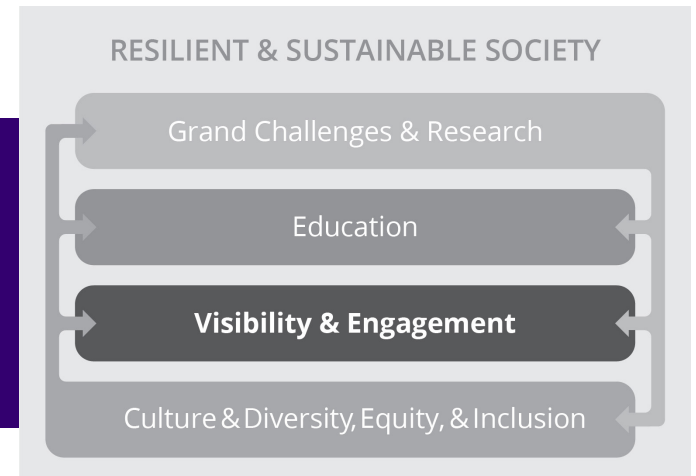 RESILIENT & SUSTAINABLE SOCIETY
Grand Challenges & Research
Education
Visibility & Engagement
Culture & Diversity, Equity, & Inclusion